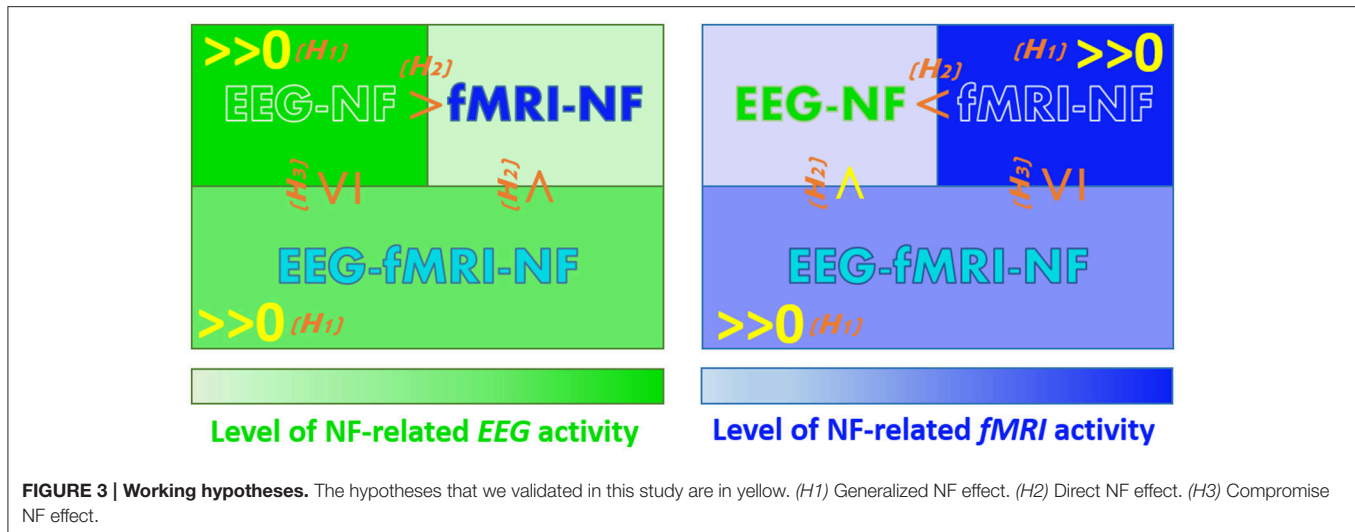 >>0 (H1)
(H2)
EEG-NF > fMRI-NF
(H3) ≥
(H2) <
EEG-fMRI-NF
>>0 (H1)
Level of NF-related EEG activity
(H1) >>0
(H2)
EEG-NF < fMRI-NF
(H2) <
(H3) ≥
EEG-fMRI-NF
>>0 (H1)
Level of NF-related fMRI activity
FIGURE 3 | Working hypotheses. The hypotheses that we validated in this study are in yellow. (H1) Generalized NF effect. (H2) Direct NF effect. (H3) Compromise
NF effect.